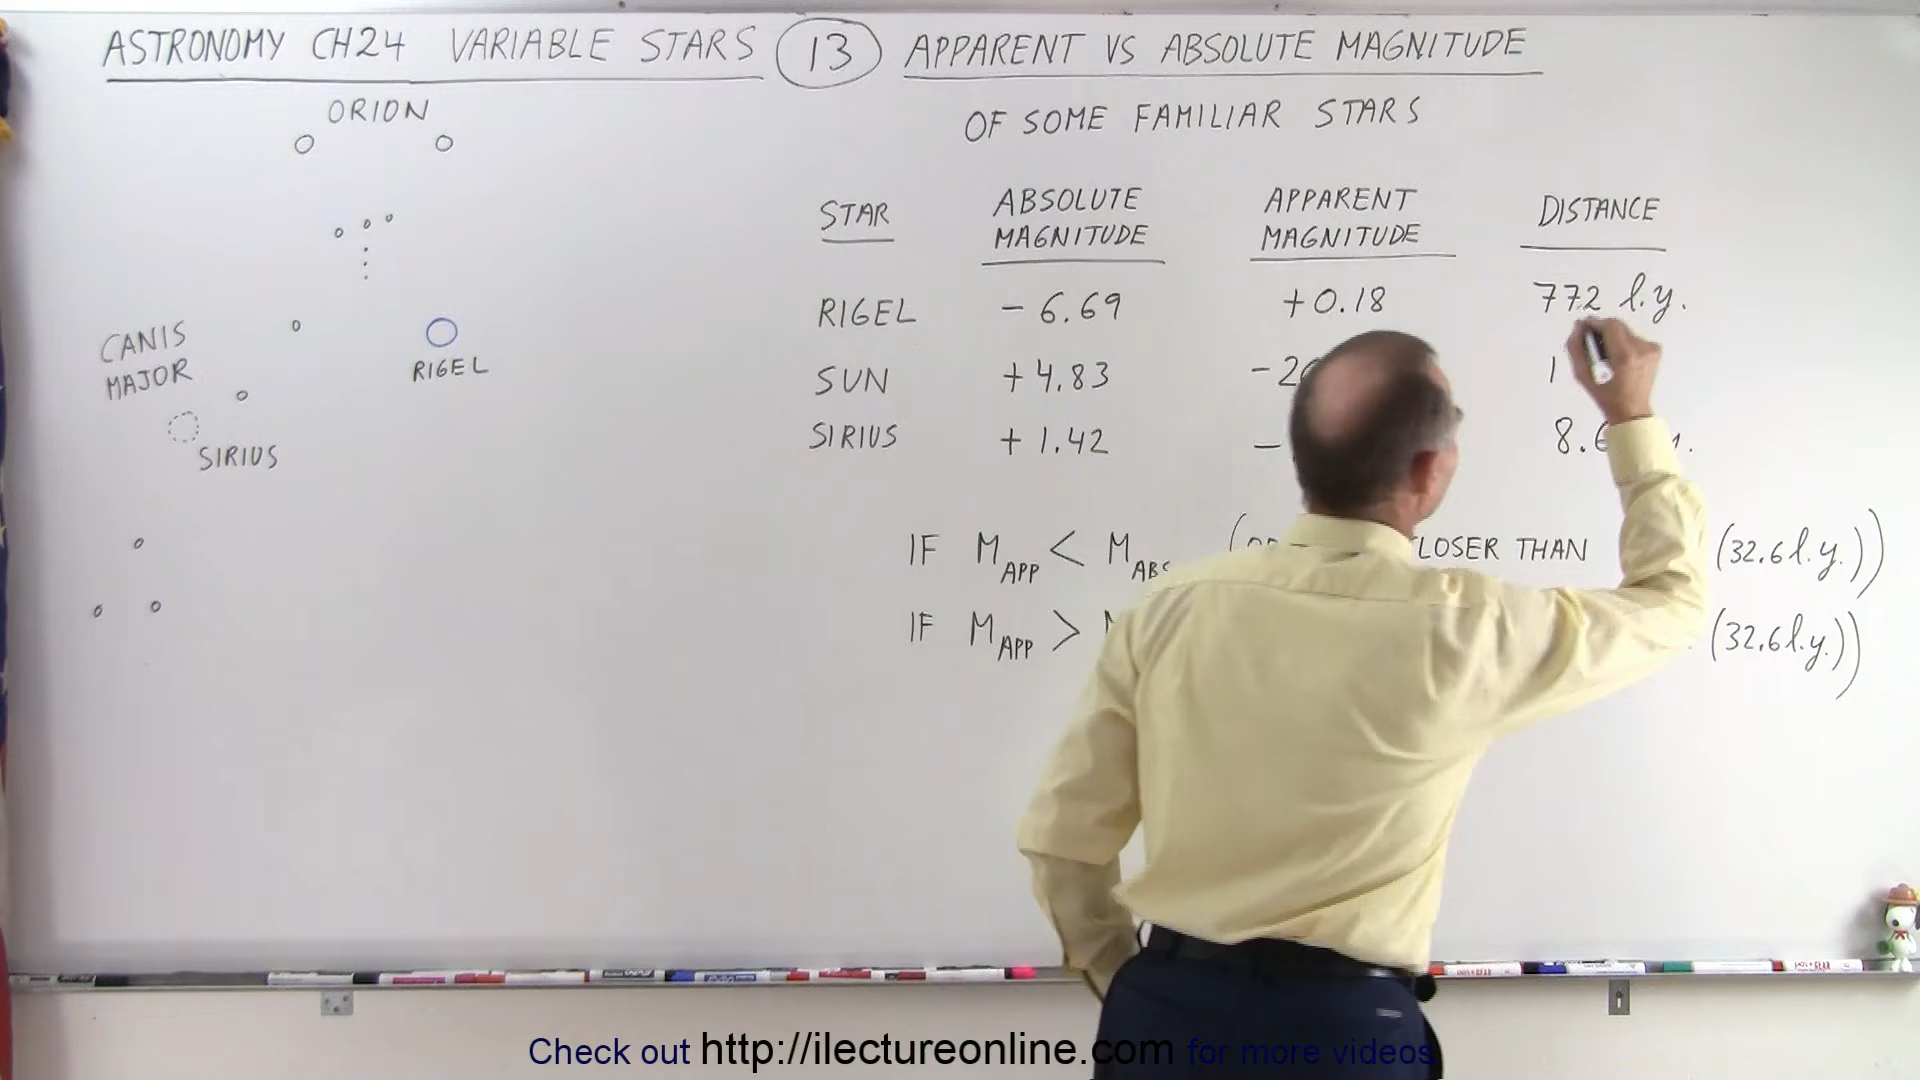 ASTRONOMY CH24 VARIABLE STARS 13 APPARENT VS ABSOLUTE MAGNITUDE
OF SOME FAMILIAR STARS
ORION
CANIS
MAJOR
RIGEL
SIRIUS
STAR ABSOLUTE MAGNITUDE APPARENT MAGNITUDE DISTANCE
RIGEL -6.69 +0.18 772 l.y.
SUN +4.83
SIRIUS +1.42
IF M APP < M THAN (32.6 l.y.))
IF M APP > (32.6 l.y.))
Check out http://ilectureonline.com for more videos